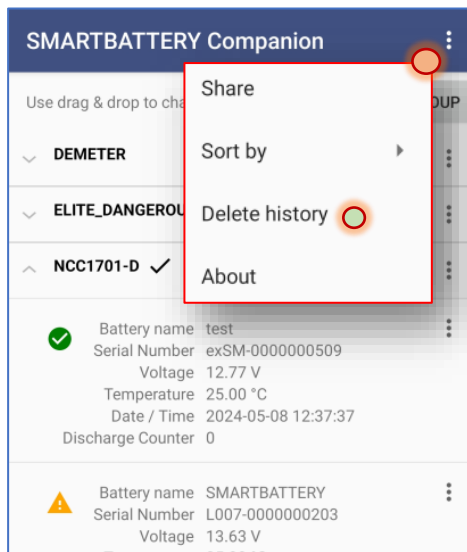 SMARTBATTERY Companion
Share
Use drag & drop to cha
OUP
DEMETER
Sort by
ELITE_DANGEROU
Delete history
NCC1701-D
About
Battery name test
Serial Number exSM-0000000509
Voltage 12.77 V
Temperature 25.00 °C
Date / Time 2024-05-08 12:37:37
Discharge Counter 0
Battery name SMARTBATTERY
Serial Number L007-0000000203
Voltage 13.63 V